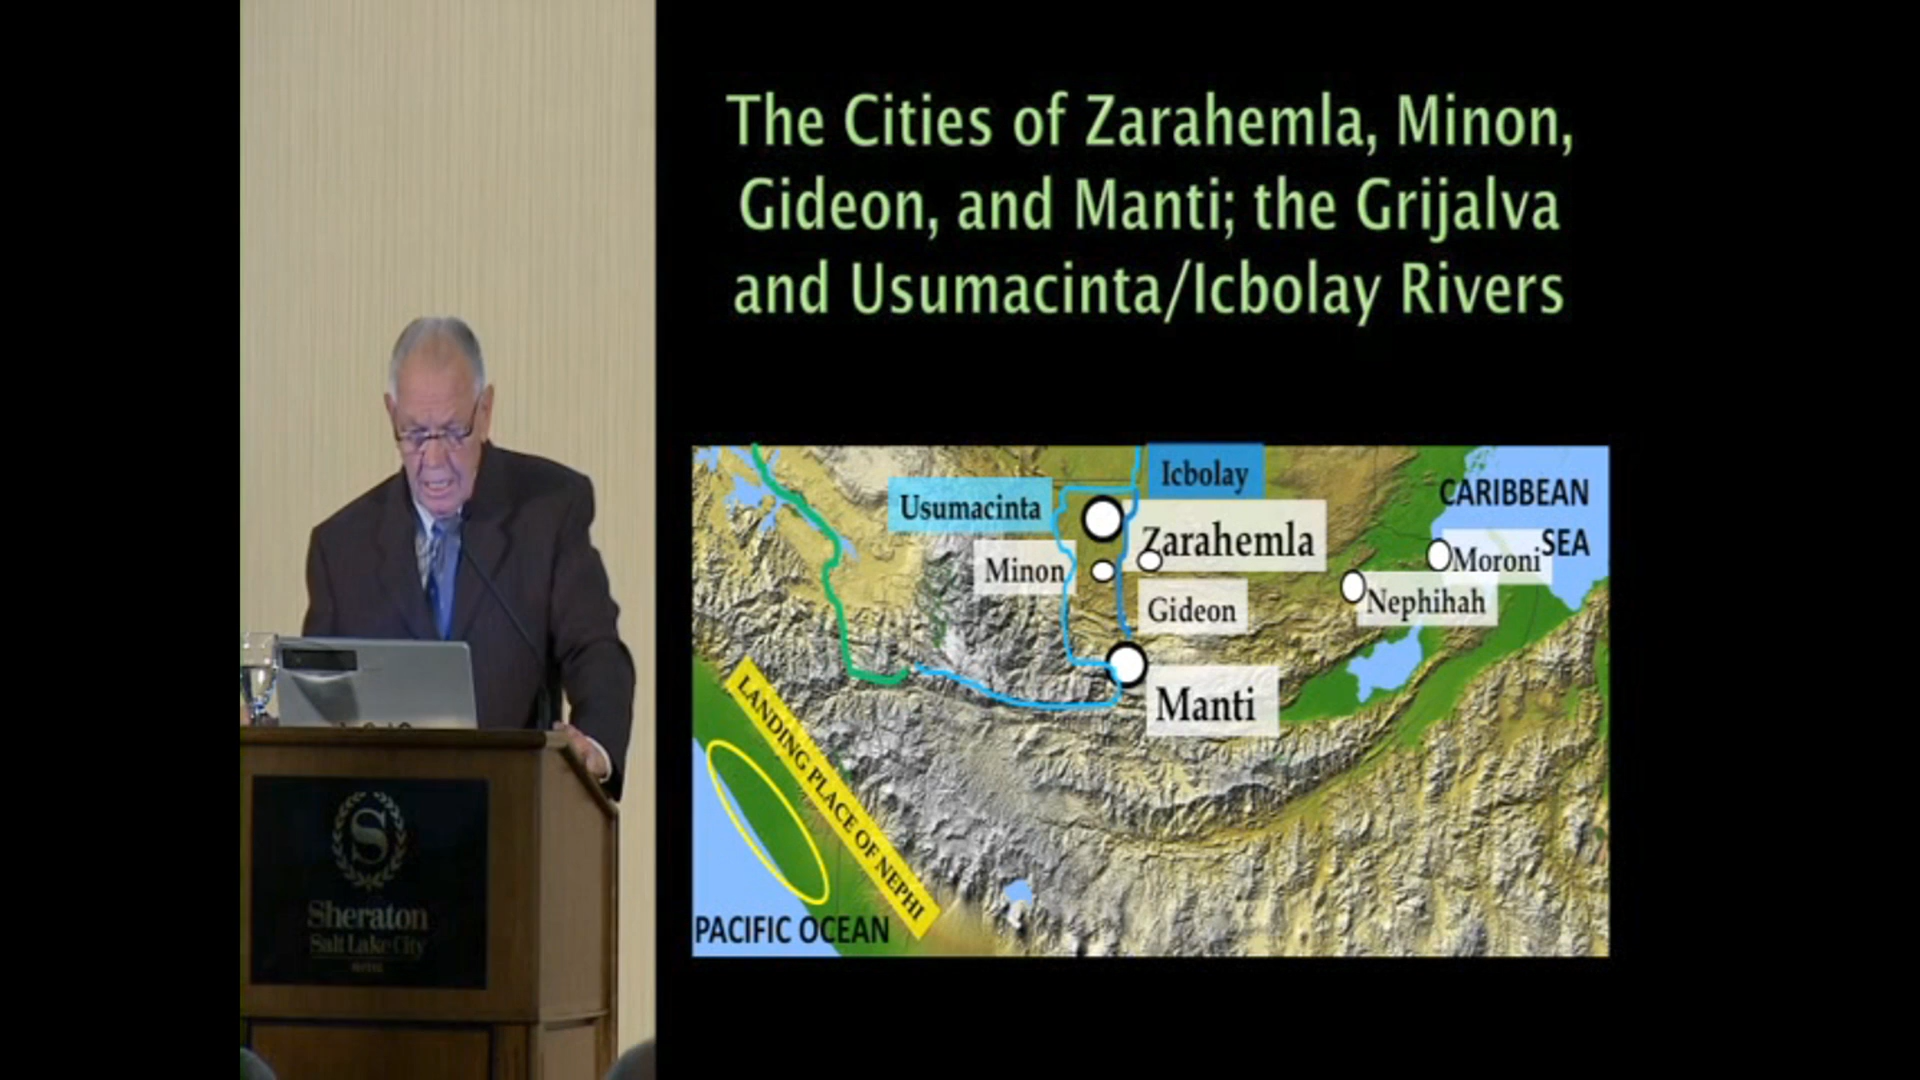 The Cities of Zarahemla, Minon,
Gideon, and Manti; the Grijalva
and Usumacinta/Icbolay Rivers
Icbolay
Usumacinta
CARIBBEAN
SEA
Zarahemla
Minon
Moroni
Gideon
Nephihah
Manti
LANDING PLACE OF NEPHI
PACIFIC OCEAN
S
Sheraton
Salt Lake City